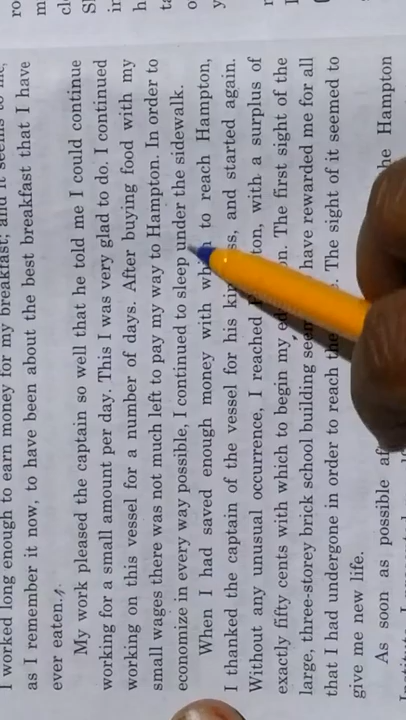 I worked long enough to earn money for my breakfast; and it seems to me,
as I remember it now, to have been about the best breakfast that I have
ever eaten.
My work pleased the captain so well that he told me I could continue
working for a small amount per day. This I was very glad to do. I continued
working on this vessel for a number of days. After buying food with my
small wages there was not much left to pay my way to Hampton. In order to
economize in every way possible, I continued to sleep under the sidewalk.
When I had saved enough money with which to reach Hampton,
I thanked the captain of the vessel for his and started again.
Without any unusual occurrence, I reached with a surplus of
exactly fifty cents with which to begin my The first sight of the
large, three-storey brick school building have rewarded me for all
that I had undergone in order to reach The sight of it seemed to
give me new life.
As soon as possible Hampton